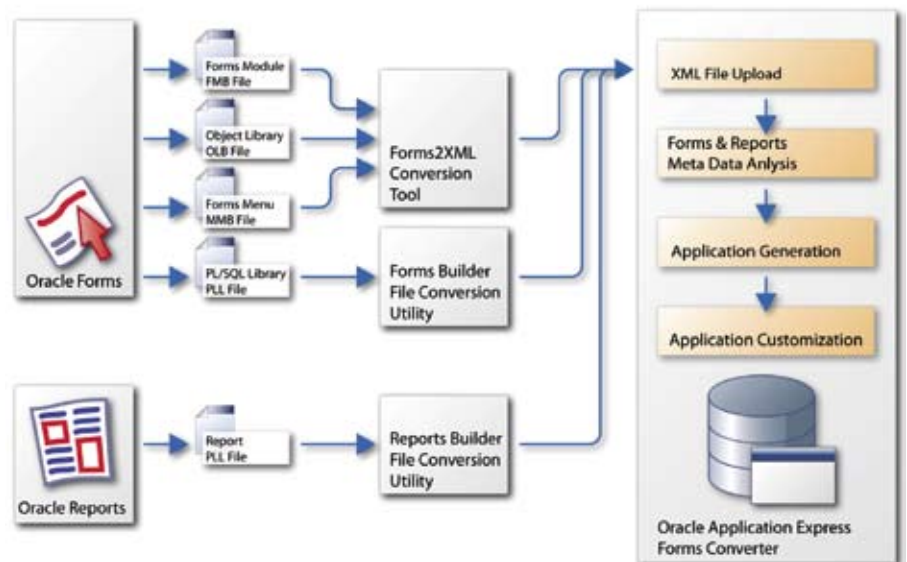 Forms Module
FMB File
Object Library
OLB File
Forms Menu
MMB File
PL/SQL Library
PLL File
Oracle Forms
Forms2XML
Conversion
Tool
Forms Builder
File Conversion
Utility
Report
PLL File
Oracle Reports
Reports Builder
File Conversion
Utility
XML File Upload
Forms & Reports
Meta Data Anlysis
Application Generation
Application Customization
Oracle Application Express
Forms Converter